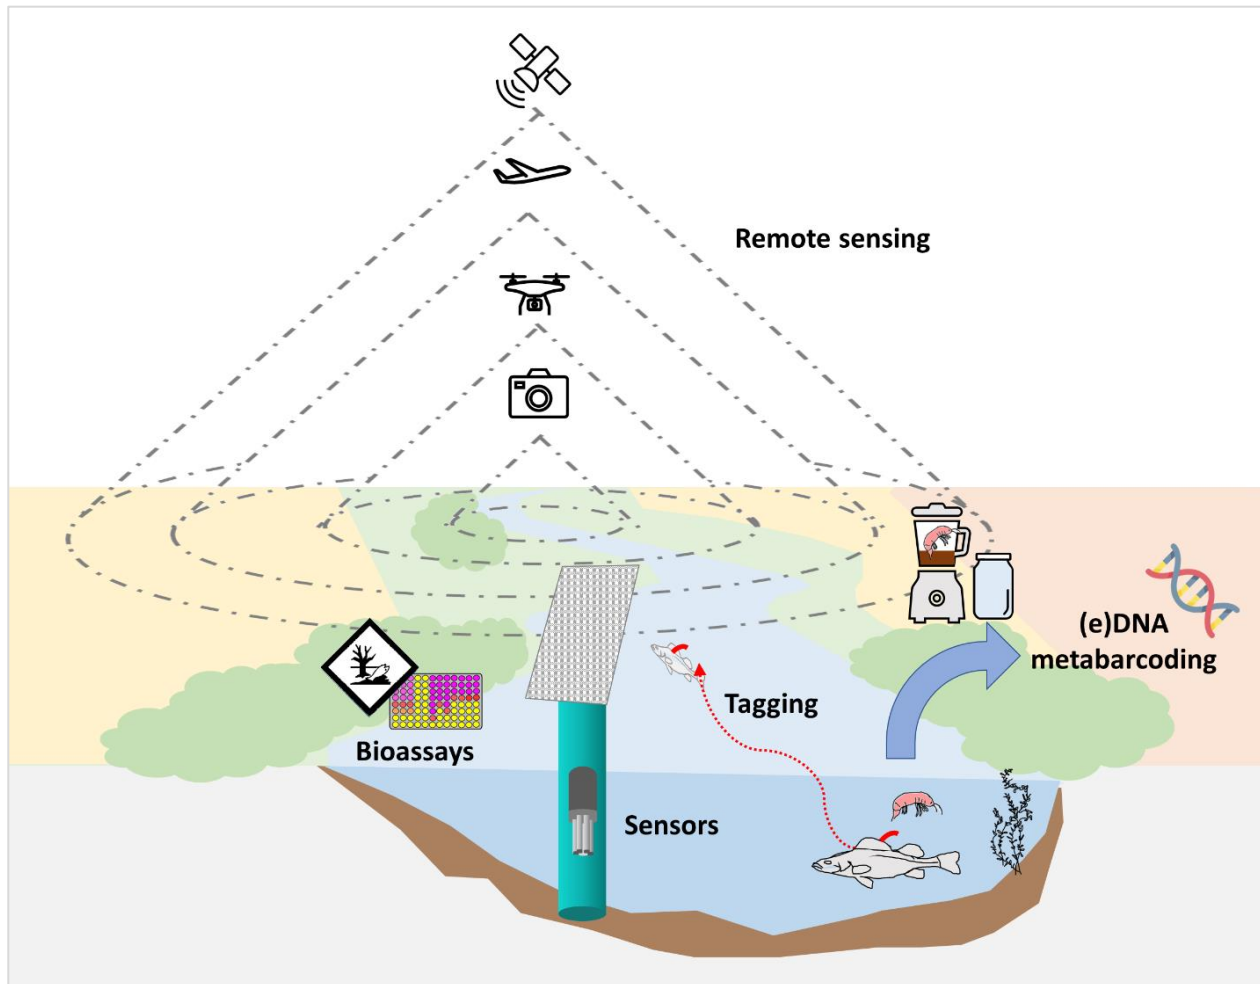 Remote sensing
(e)DNA
metabarcoding
Tagging
Bioassays
Sensors